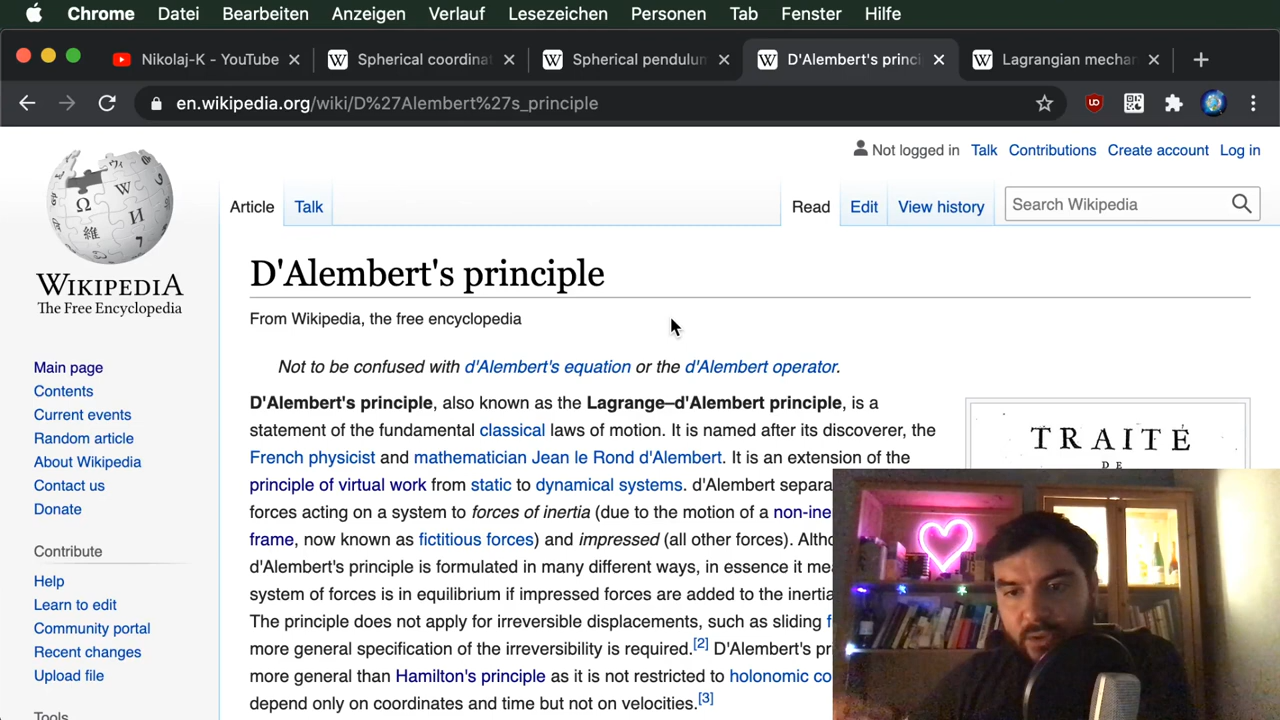 Chrome Datei Bearbeiten Anzeigen Verlauf Lesezeichen Personen Tab Fenster Hilfe
Nikolaj-K - YouTube Spherical coordinat Spherical pendulum D'Alembert's princi Lagrangian mechan
en.wikipedia.org/wiki/D%27Alembert%27s_principle
Not logged in Talk Contributions Create account Log in
Article Talk Read Edit View history Search Wikipedia
WIKIPEDIA
The Free Encyclopedia
Main page
Contents
Current events
Random article
About Wikipedia
Contact us
Donate
Contribute
Help
Learn to edit
Community portal
Recent changes
Upload file
Tools
D'Alembert's principle
From Wikipedia, the free encyclopedia
Not to be confused with d'Alembert's equation or the d'Alembert operator.
D'Alembert's principle, also known as the Lagrange–d'Alembert principle, is a
statement of the fundamental classical laws of motion. It is named after its discoverer, the
French physicist and mathematician Jean le Rond d'Alembert. It is an extension of the
principle of virtual work from static to dynamical systems. d'Alembert separa
forces acting on a system to forces of inertia (due to the motion of a non-ine
frame, now known as fictitious forces) and impressed (all other forces). Altho
d'Alembert's principle is formulated in many different ways, in essence it mea
system of forces is in equilibrium if impressed forces are added to the inertia
The principle does not apply for irreversible displacements, such as sliding f
more general specification of the irreversibility is required.[2] D'Alembert's pr
more general than Hamilton's principle as it is not restricted to holonomic co
depend only on coordinates and time but not on velocities.[3]
TRAITÉ
DE